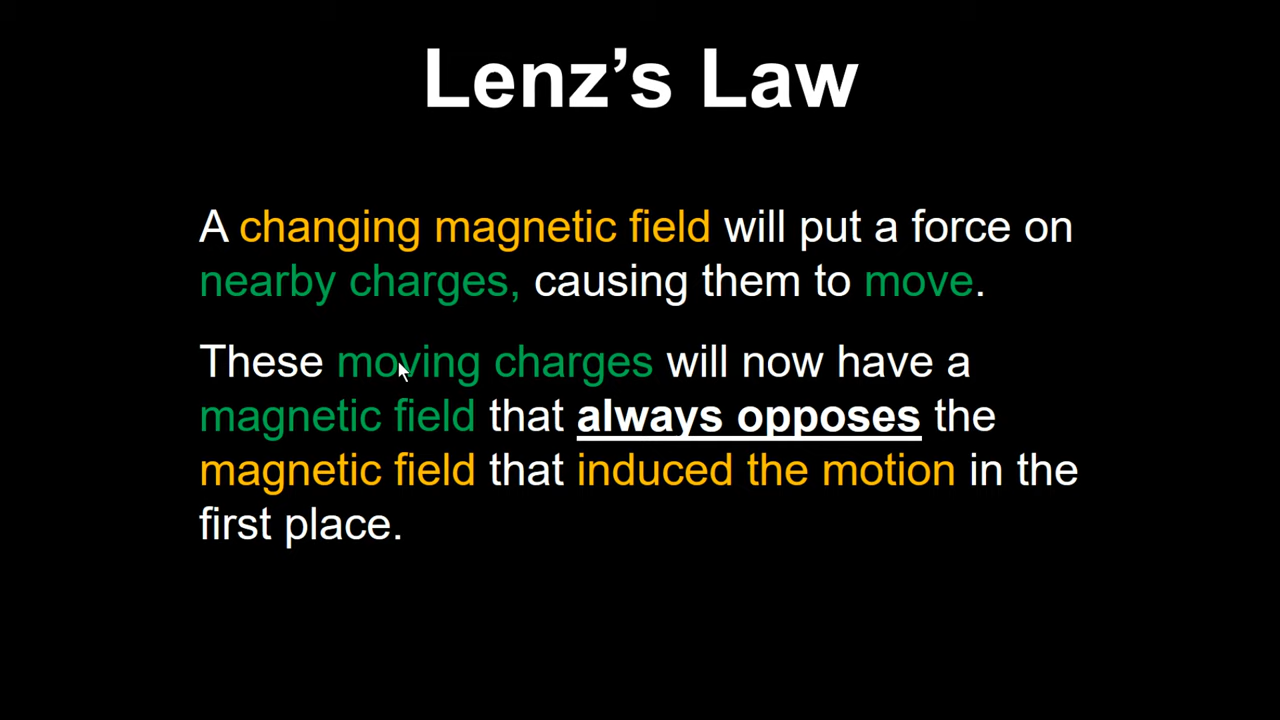 Lenz’s Law
A changing magnetic field will put a force on
nearby charges, causing them to move.
These moving charges will now have a
magnetic field that always opposes the
magnetic field that induced the motion in the
first place.